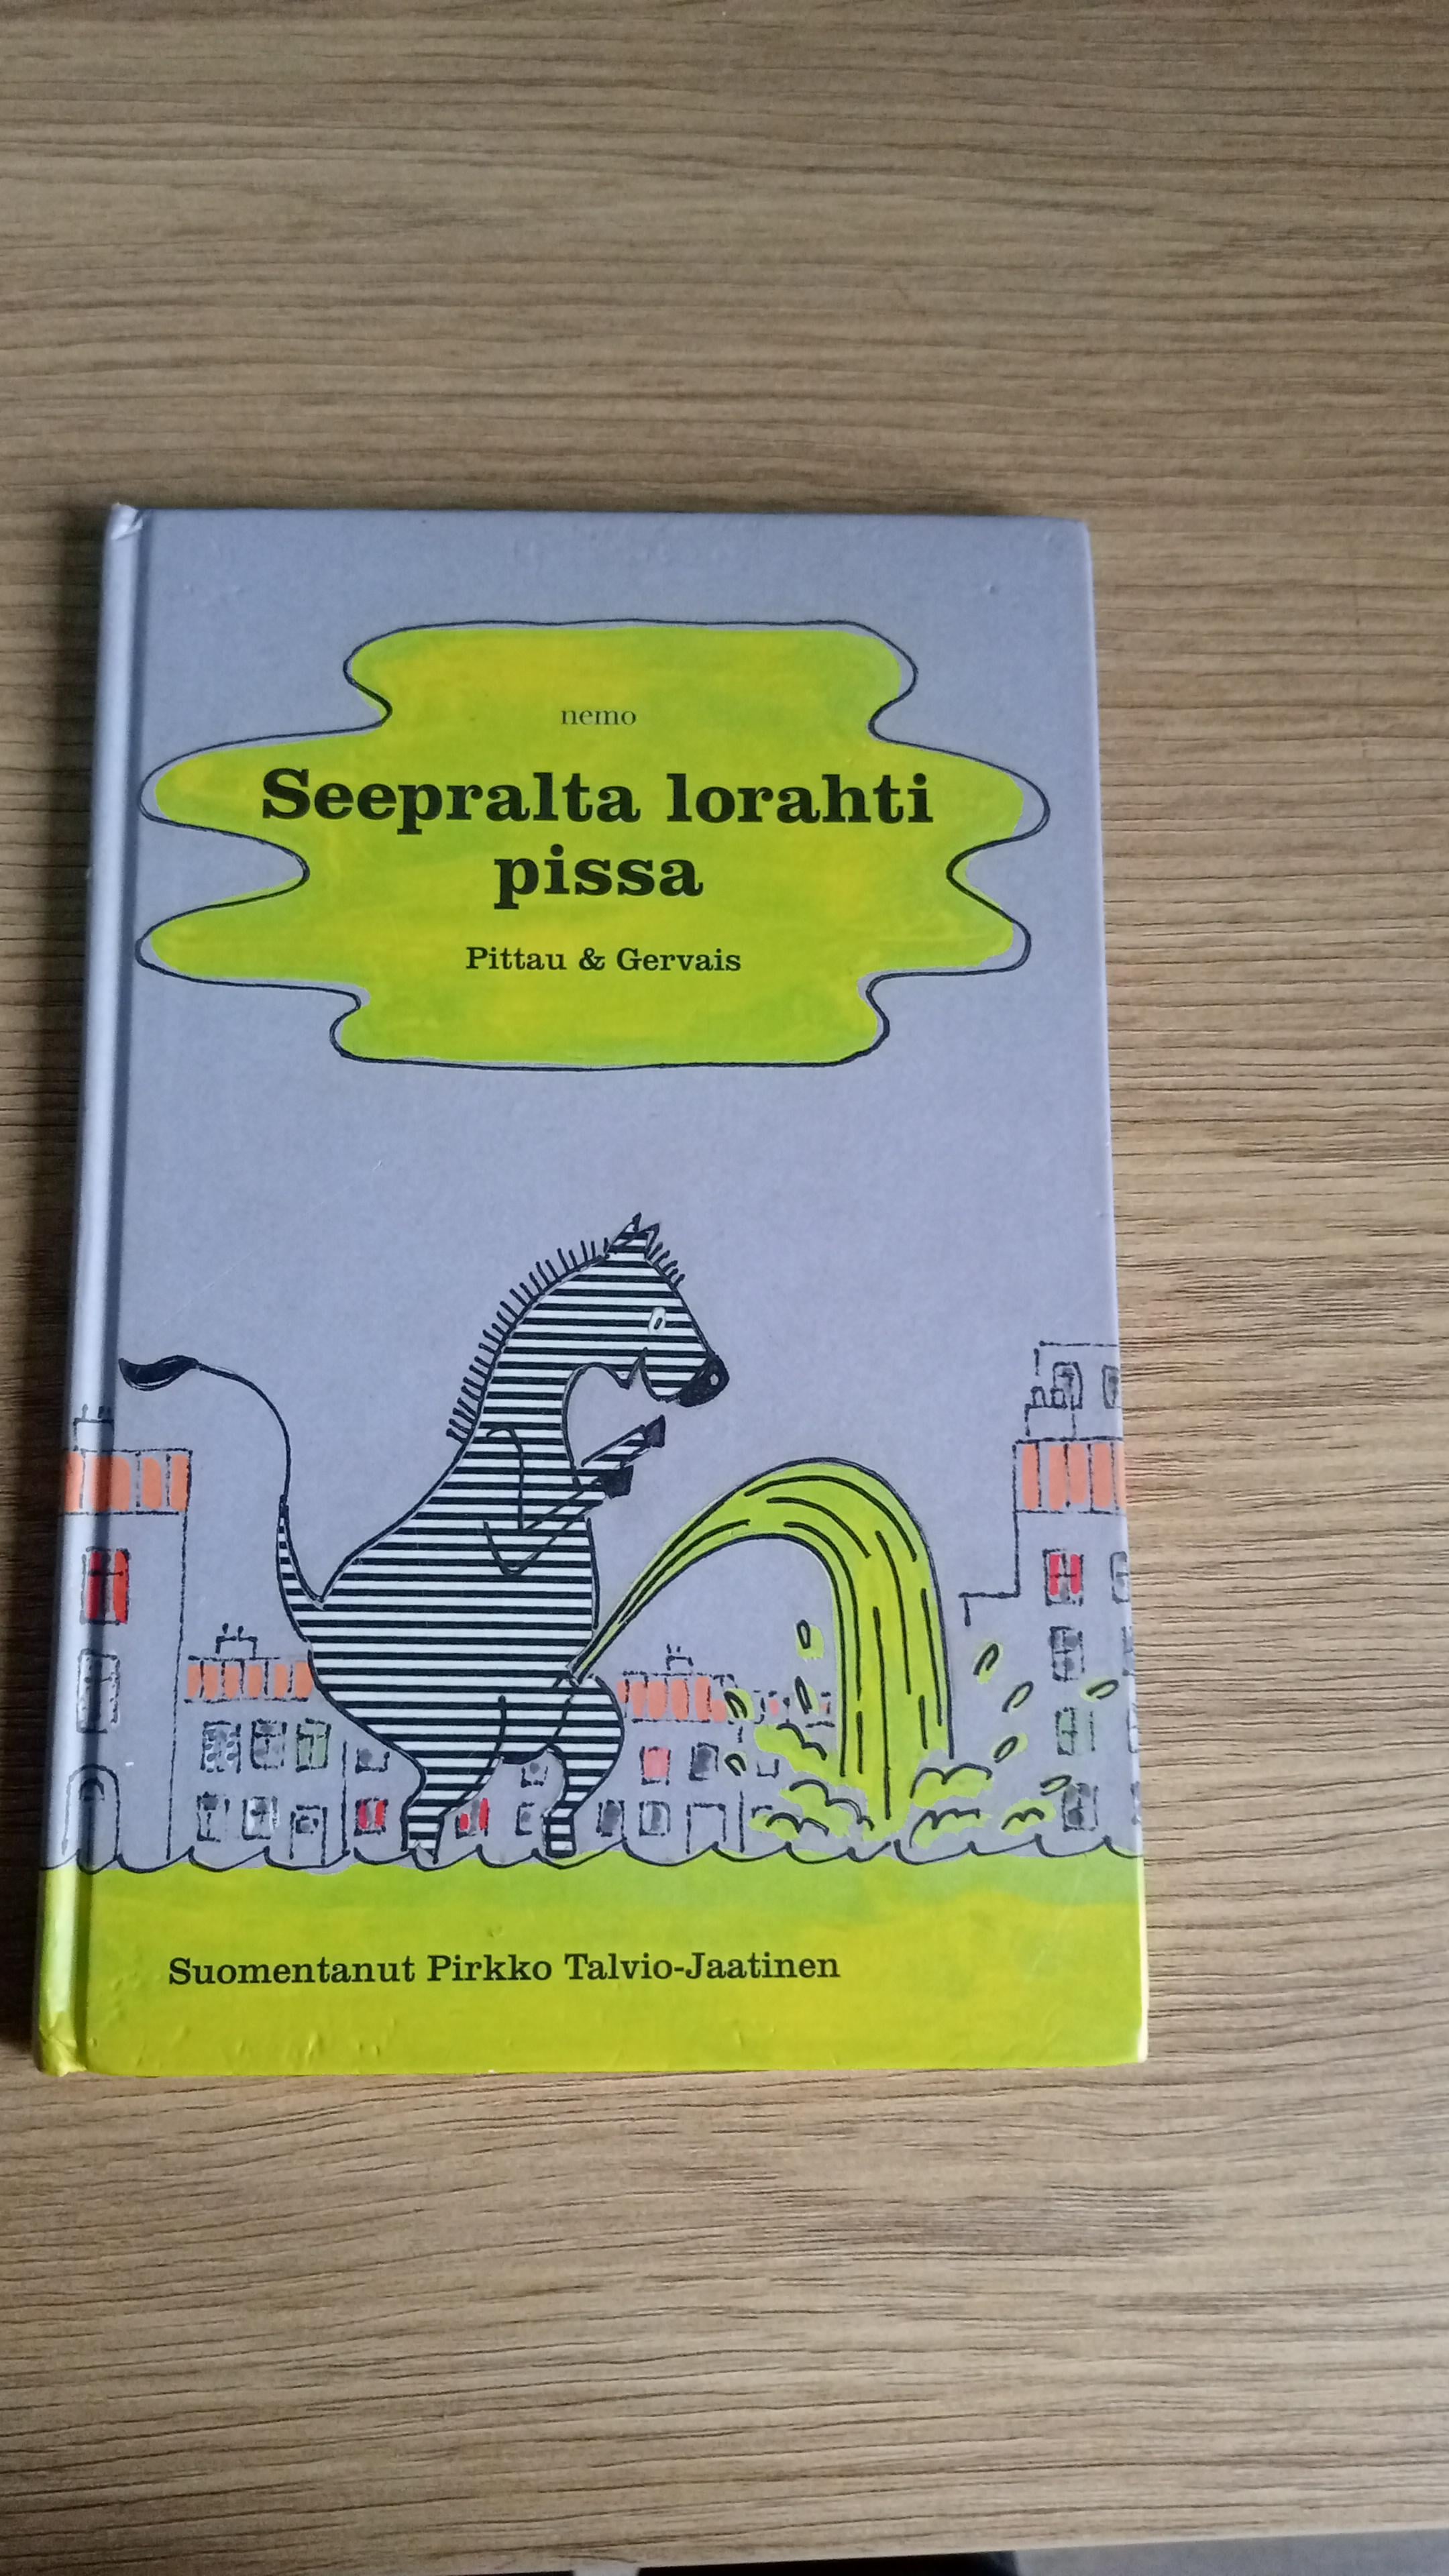 nemo
Seepralta lorahti
pissa
Pittau & Gervais
Suomentanut Pirkko Talvio-Jaatinen